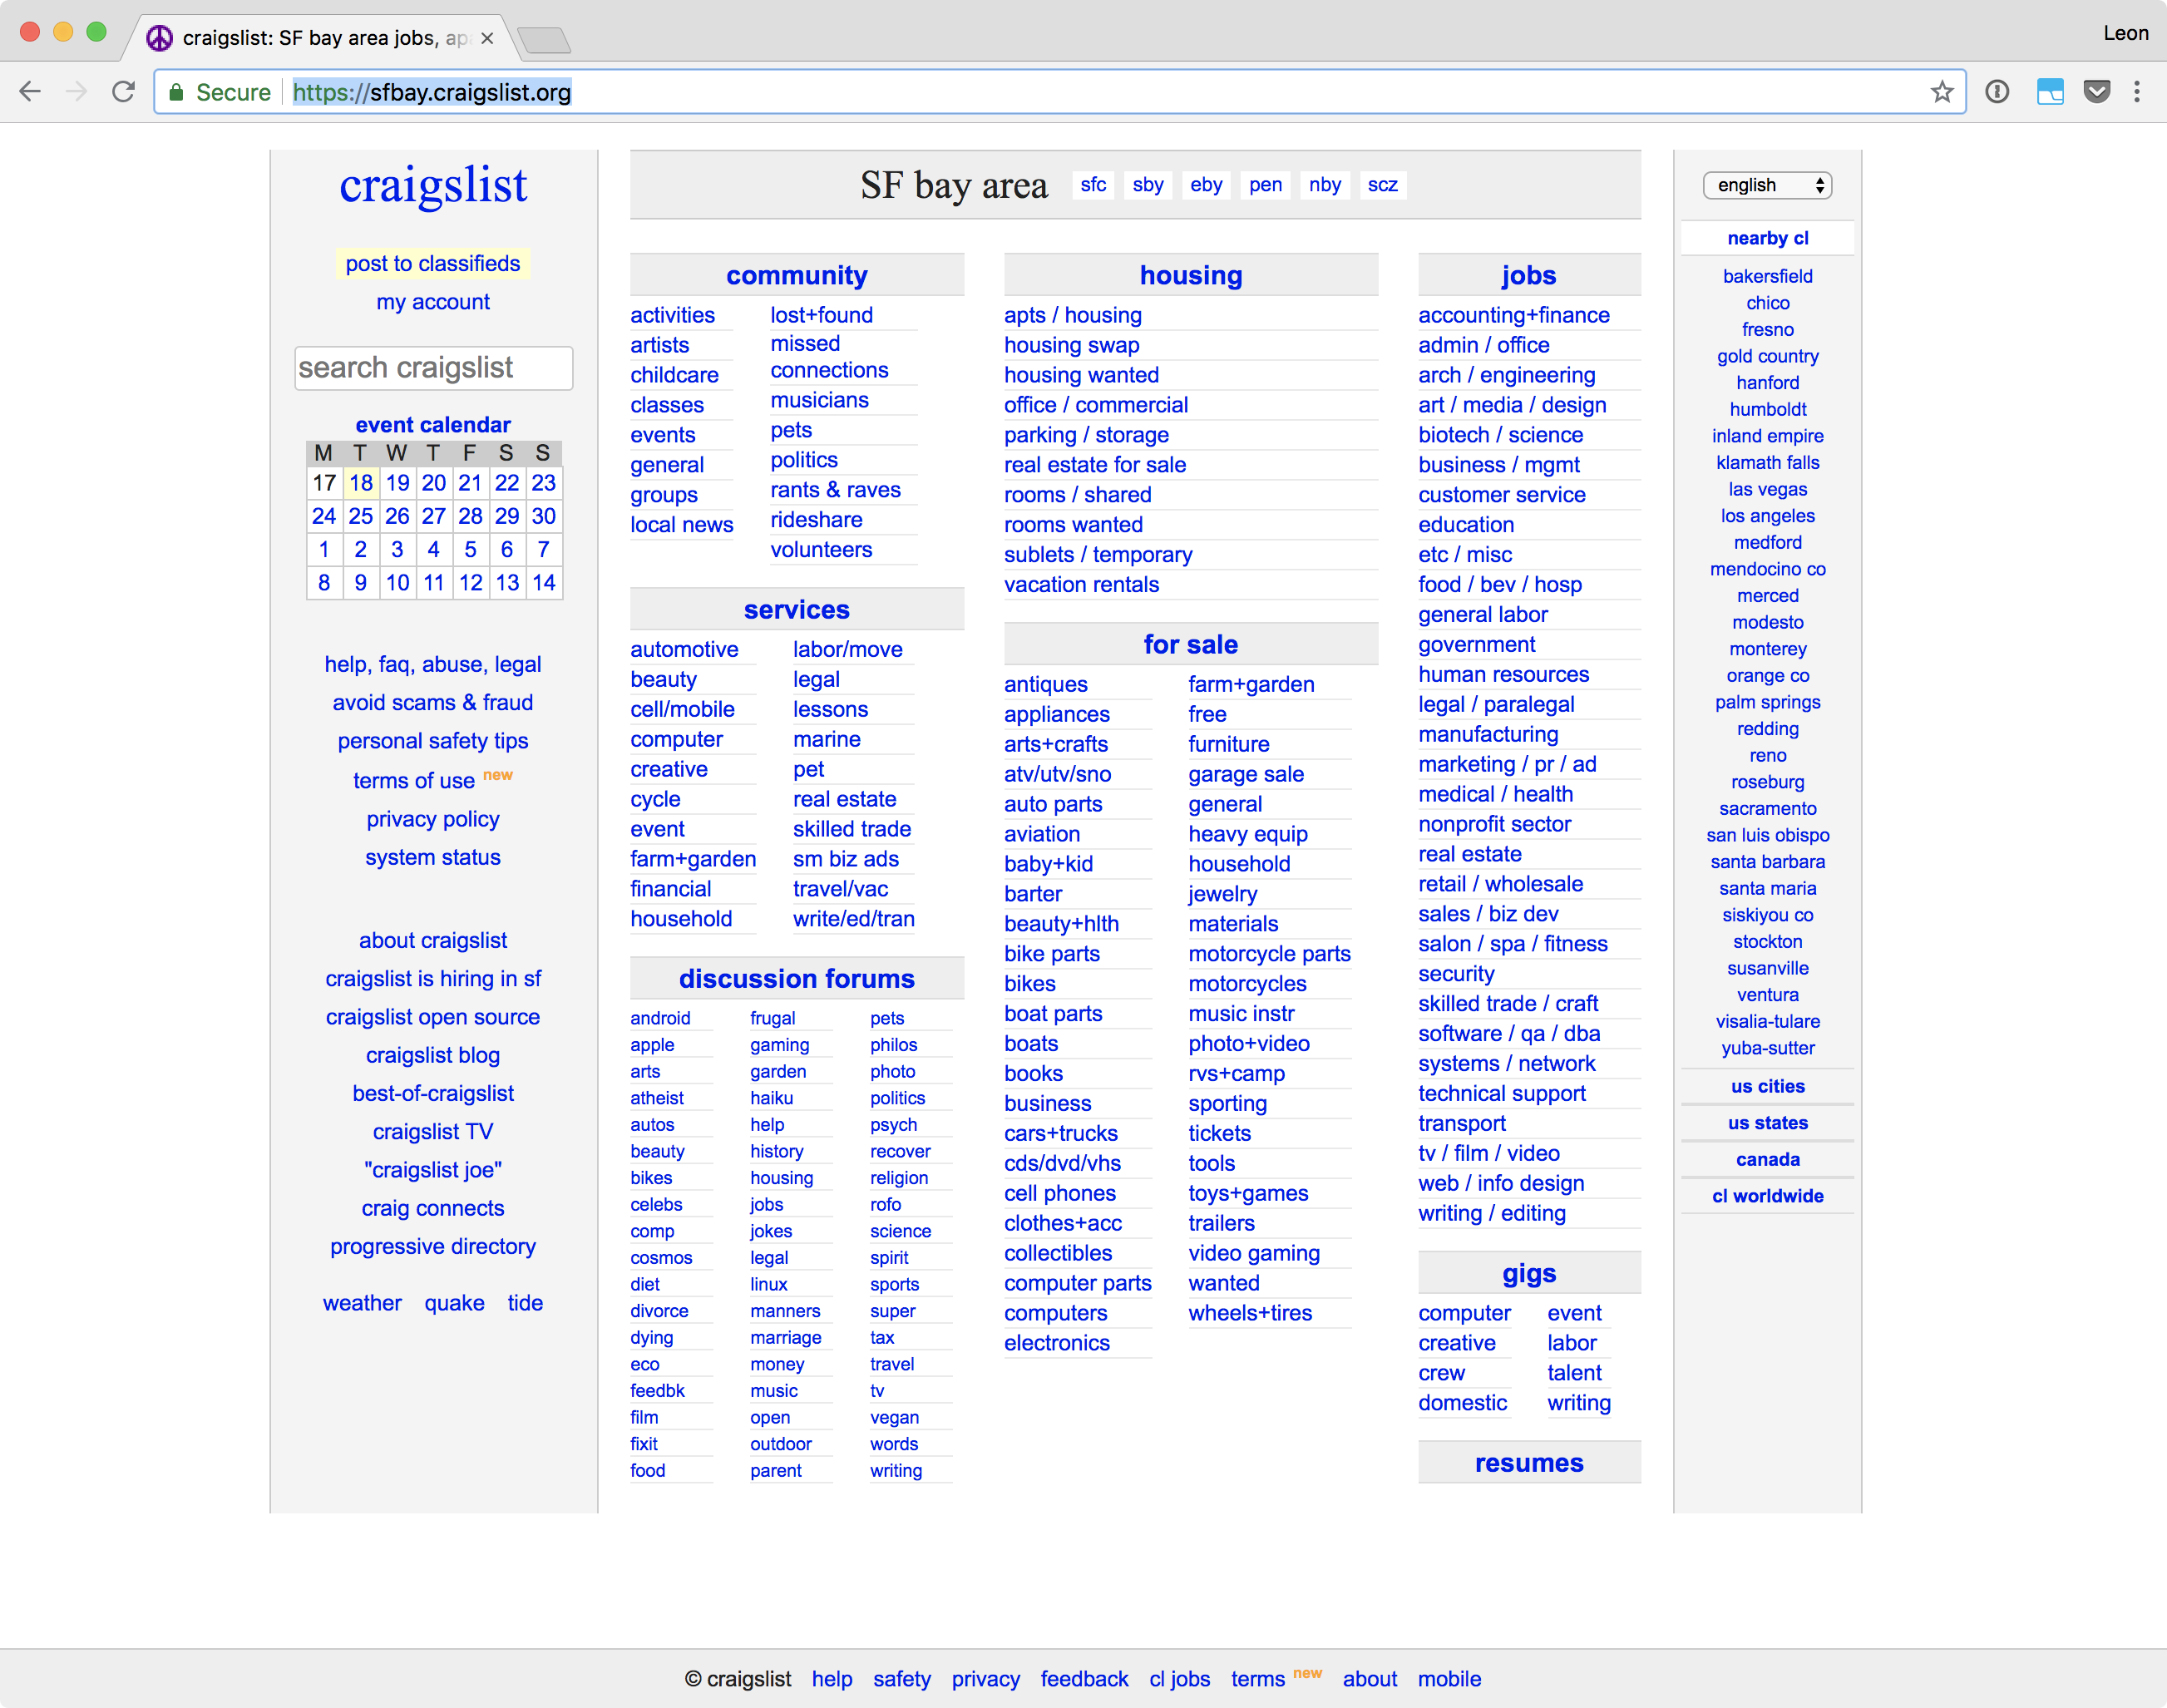 craigslist: SF bay area jobs, ap
Leon
Secure https://sfbay.craigslist.org
craigslist
post to classifieds
my account
search craigslist
event calendar
M T W T F S S
17 18 19 20 21 22 23
24 25 26 27 28 29 30
1 2 3 4 5 6 7
8 9 10 11 12 13 14
help, faq, abuse, legal
avoid scams & fraud
personal safety tips
terms of use new
privacy policy
system status
about craigslist
craigslist is hiring in sf
craigslist open source
craigslist blog
best-of-craigslist
craigslist TV
"craigslist joe"
craig connects
progressive directory
weather quake tide
SF bay area sfc sby eby pen nby scz
community
activities
artists
childcare
classes
events
general
groups
local news
lost+found
missed
connections
musicians
pets
politics
rants & raves
rideshare
volunteers
services
automotive
beauty
cell/mobile
computer
creative
cycle
event
farm+garden
financial
household
labor/move
legal
lessons
marine
pet
real estate
skilled trade
sm biz ads
travel/vac
write/ed/tran
discussion forums
android
apple
arts
atheist
autos
beauty
bikes
celebs
comp
cosmos
diet
divorce
dying
eco
feedbk
film
fixit
food
frugal
gaming
garden
haiku
help
history
housing
jobs
jokes
legal
linux
manners
marriage
money
music
open
outdoor
parent
pets
philos
photo
politics
psych
recover
religion
rofo
science
spirit
sports
super
tax
travel
tv
vegan
words
writing
housing
apts / housing
housing swap
housing wanted
office / commercial
parking / storage
real estate for sale
rooms / shared
rooms wanted
sublets / temporary
vacation rentals
for sale
antiques
appliances
arts+crafts
atv/utv/sno
auto parts
aviation
baby+kid
barter
beauty+hlth
bike parts
bikes
boat parts
boats
books
business
cars+trucks
cds/dvd/vhs
cell phones
clothes+acc
collectibles
computer parts
computers
electronics
farm+garden
free
furniture
garage sale
general
heavy equip
household
jewelry
materials
motorcycle parts
motorcycles
music instr
photo+video
rvs+camp
sporting
tickets
tools
toys+games
trailers
video gaming
wanted
wheels+tires
jobs
accounting+finance
admin / office
arch / engineering
art / media / design
biotech / science
business / mgmt
customer service
education
etc / misc
food / bev / hosp
general labor
government
human resources
legal / paralegal
manufacturing
marketing / pr / ad
medical / health
nonprofit sector
real estate
retail / wholesale
sales / biz dev
salon / spa / fitness
security
skilled trade / craft
software / qa / dba
systems / network
technical support
transport
tv / film / video
web / info design
writing / editing
gigs
computer
creative
crew
domestic
event
labor
talent
writing
resumes
english
nearby cl
bakersfield
chico
fresno
gold country
hanford
humboldt
inland empire
klamath falls
las vegas
los angeles
medford
mendocino co
merced
modesto
monterey
orange co
palm springs
redding
reno
roseburg
sacramento
san luis obispo
santa barbara
santa maria
siskiyou co
stockton
susanville
ventura
visalia-tulare
yuba-sutter
us cities
us states
canada
cl worldwide
© craigslist help safety privacy feedback cl jobs terms new about mobile